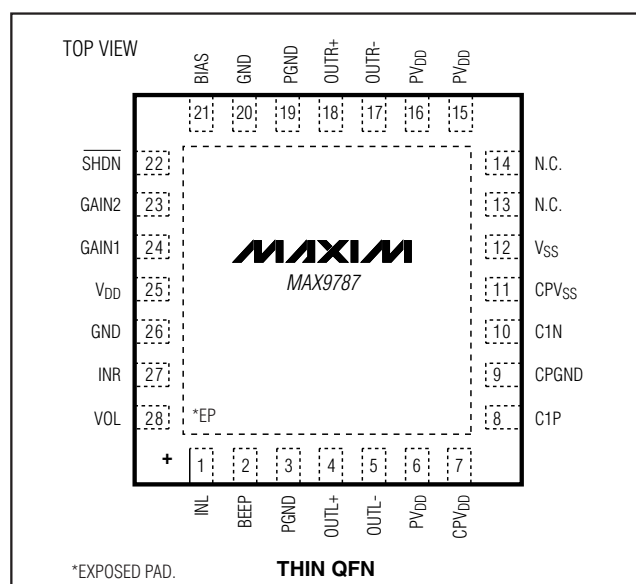 TOP VIEW
BIAS GND PGND OUTR+ OUTR- PVDD PVDD
21 20 19 18 17 16 15
SHDN 22 14 N.C.
GAIN2 23 13 N.C.
GAIN1 24 MAXIM 12 VSS
MAX9787
VDD 25 11 CPVSS
GND 26 10 C1N
INR 27 9 CPGND
VOL 28 *EP 8 C1P
+ 1 2 3 4 5 6 7
INL BEEP PGND OUTL+ OUTL- PVDD CPVDD
*EXPOSED PAD. THIN QFN